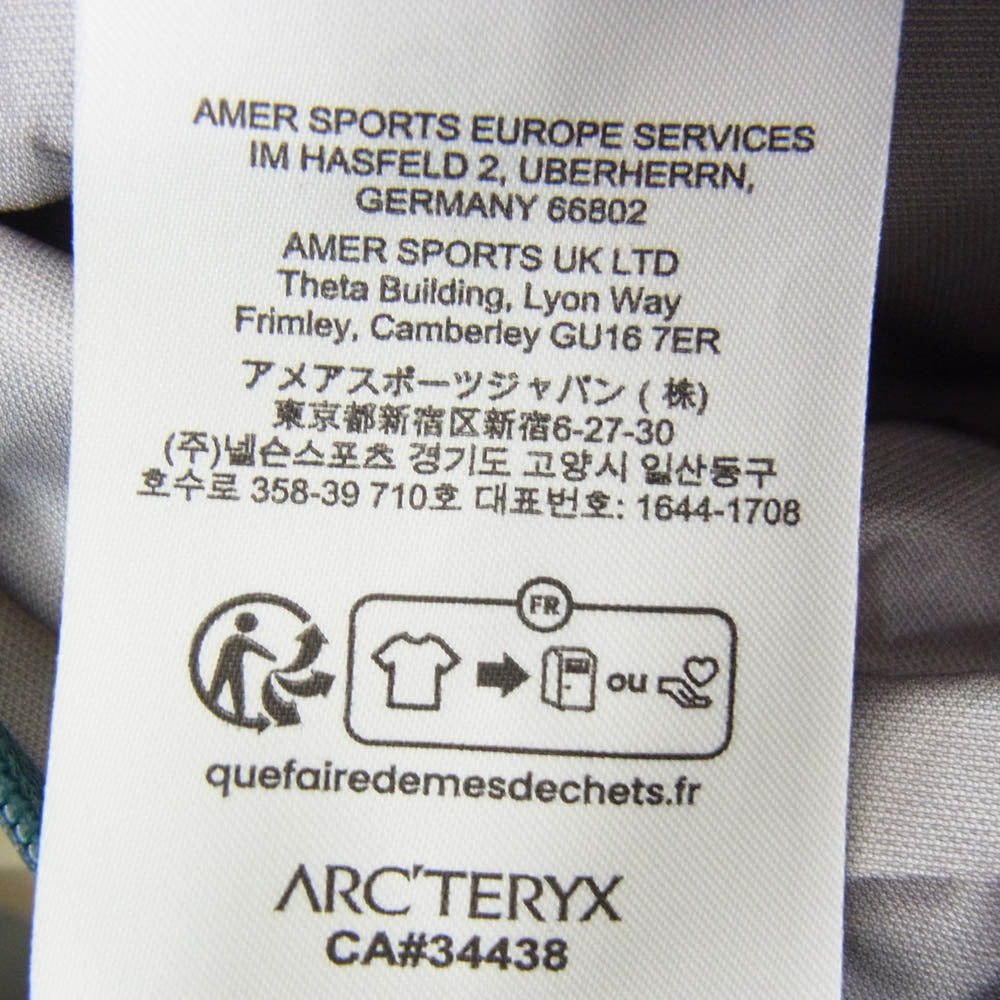 AMER SPORTS EUROPE SERVICES
IM HASFELD 2, UBERHERRN,
GERMANY 66802
AMER SPORTS UK LTD
Theta Building, Lyon Way
Frimley, Camberley GU16 7ER
アメアスポーツジャパン (株)
東京都新宿区新宿6-27-30
(주)넬슨스포츠 경기도 고양시 일산동구
호수로 358-39 710호 대표번호: 1644-1708
FR
ou
quefairedemesdechets.fr
ARC'TERYX
CA#34438